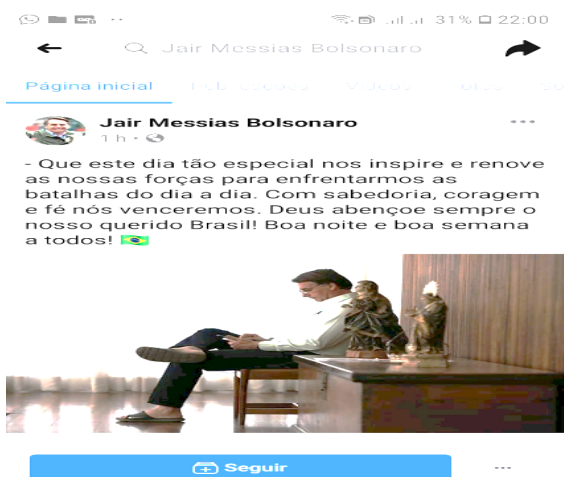 31% 22:00
Jair Messias Bolsonaro
Página inicial
Jair Messias Bolsonaro
1 h
- Que este dia tão especial nos inspire e renove
as nossas forças para enfrentarmos as
batalhas do dia a dia. Com sabedoria, coragem
e fé nós venceremos. Deus abençoe sempre o
nosso querido Brasil! Boa noite e boa semana
a todos!
Seguir